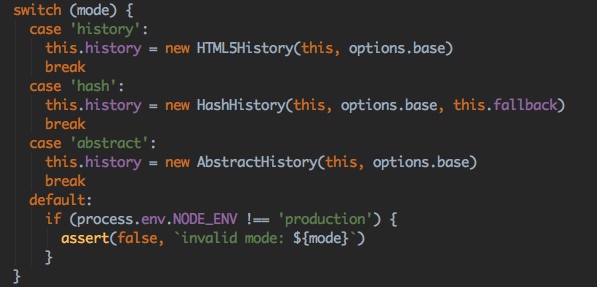 switch (mode) {
  case 'history':
    this.history = new HTML5History(this, options.base)
    break
  case 'hash':
    this.history = new HashHistory(this, options.base, this.fallback)
    break
  case 'abstract':
    this.history = new AbstractHistory(this, options.base)
    break
  default:
    if (process.env.NODE_ENV !== 'production') {
      assert(false, `invalid mode: ${mode}`)
    }
}